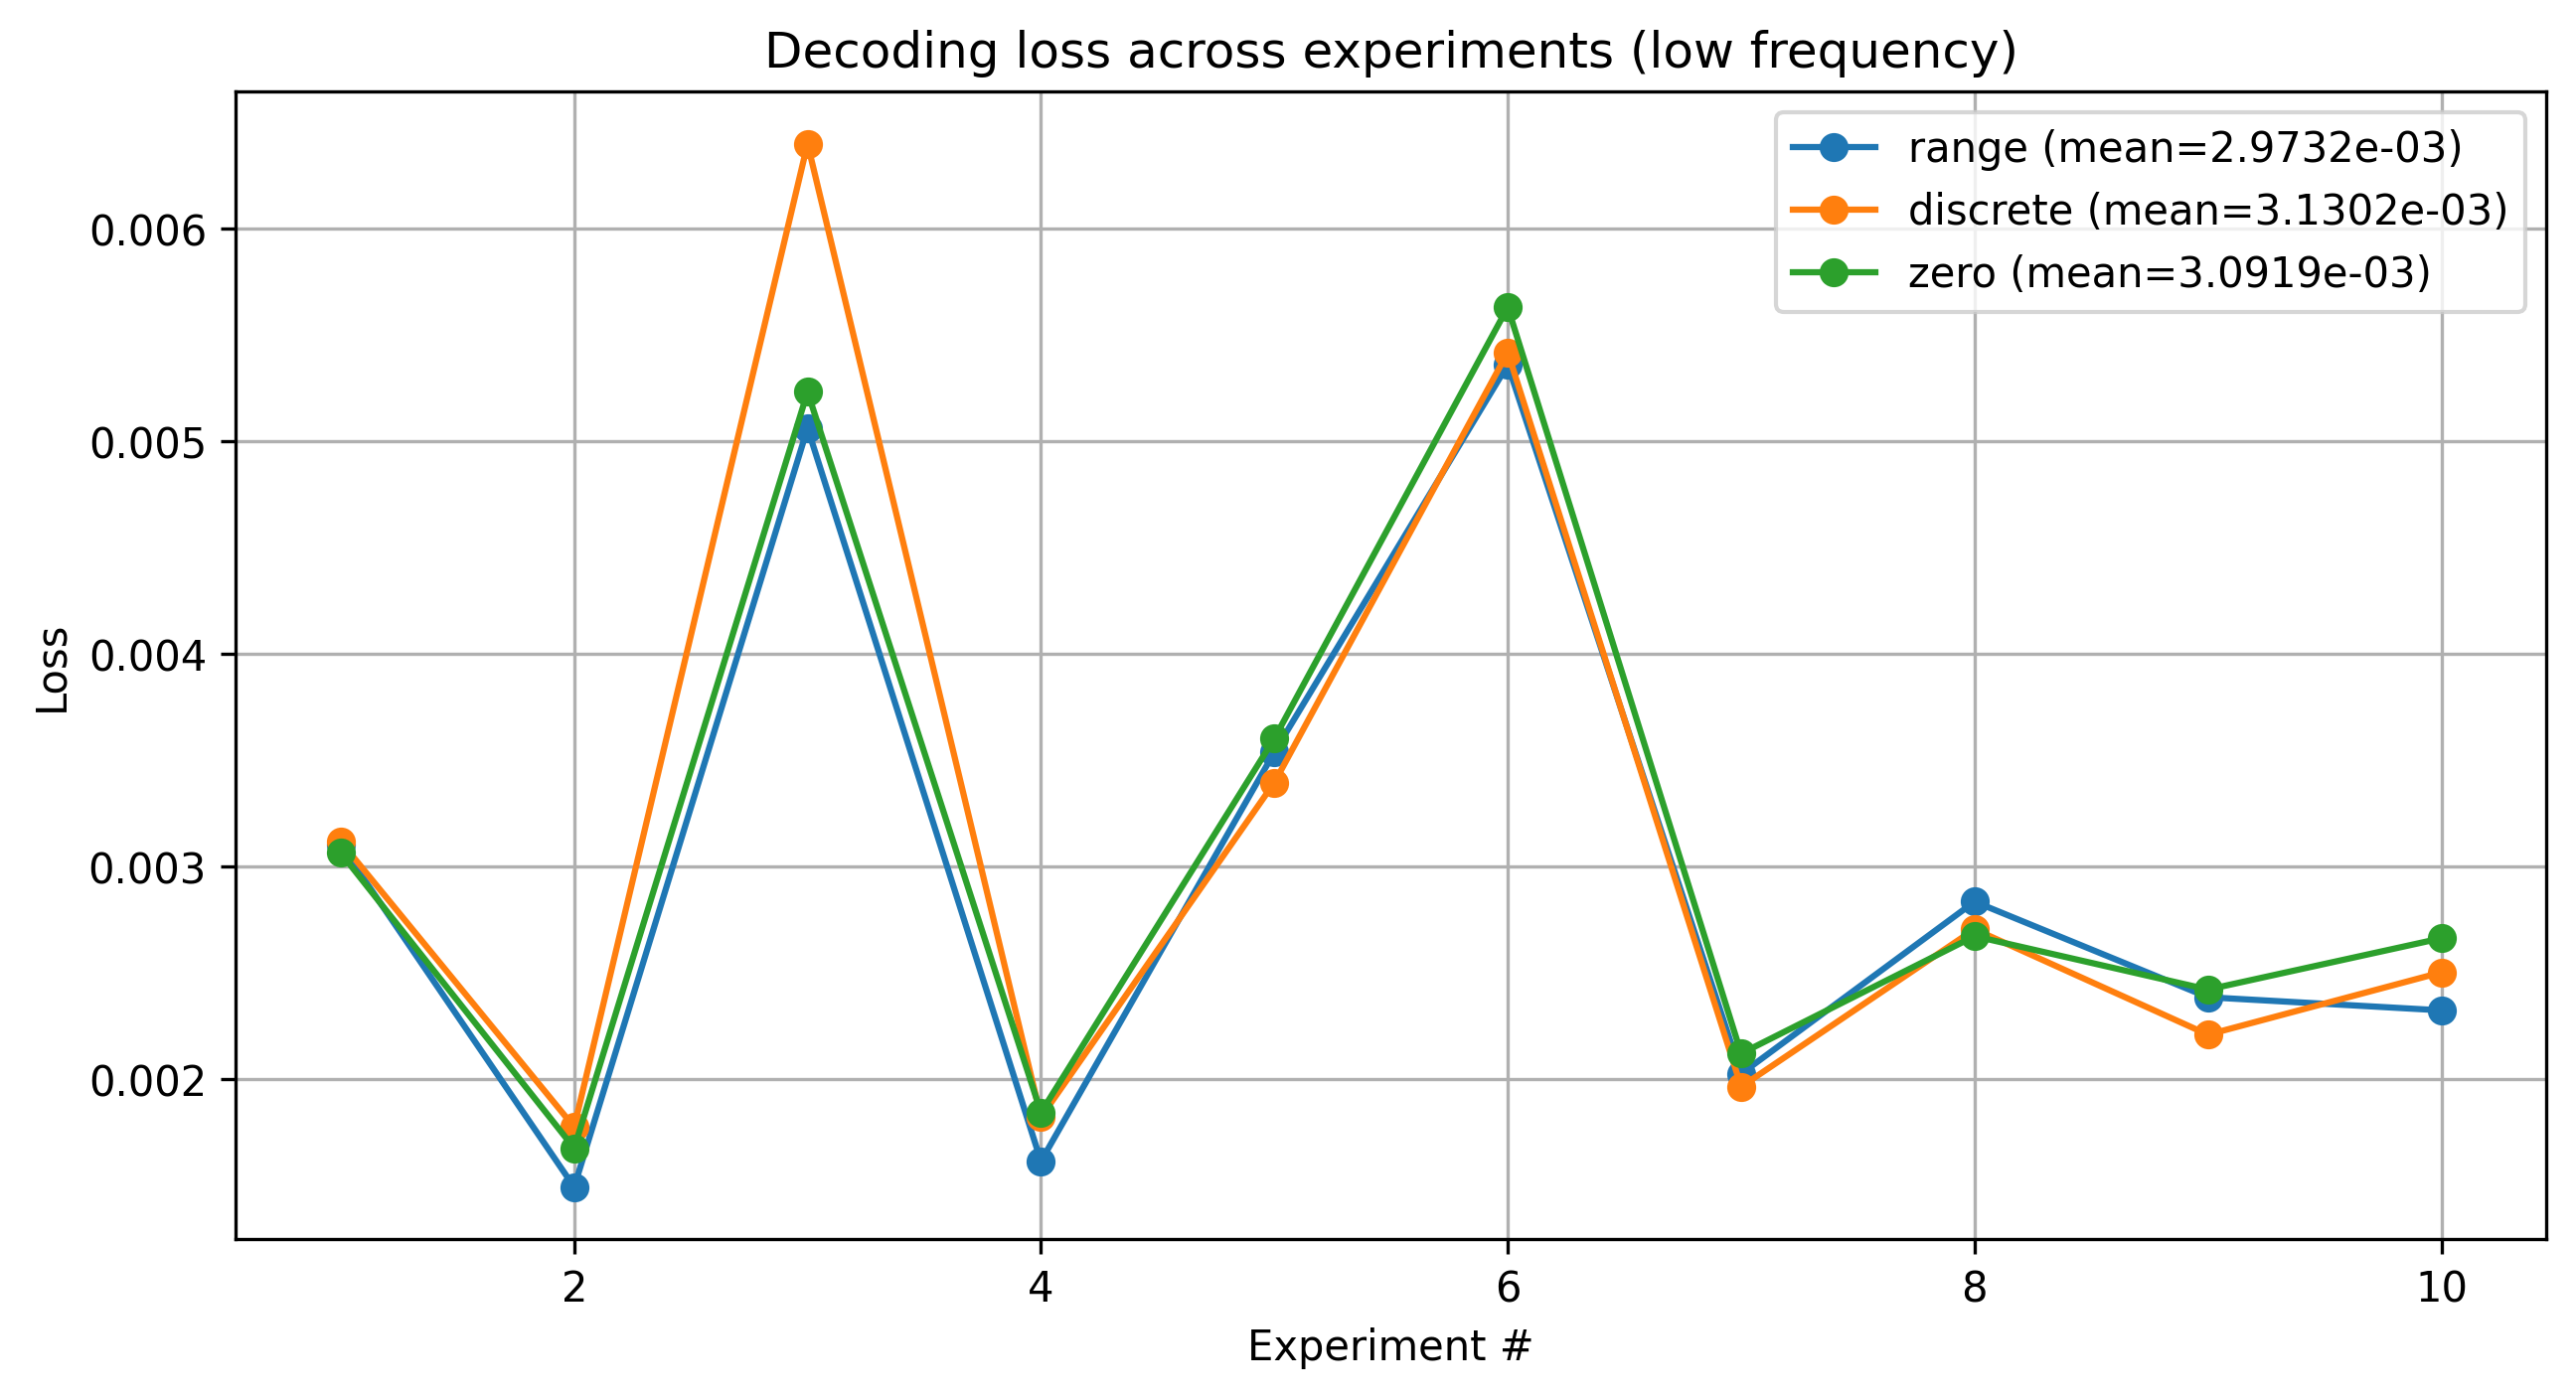 Decoding loss across experiments (low frequency)
range (mean=2.9732e-03)
discrete (mean=3.1302e-03)
zero (mean=3.0919e-03)
0.006
0.005
0.004
0.003
0.002
Loss
2 4 6 8 10
Experiment #